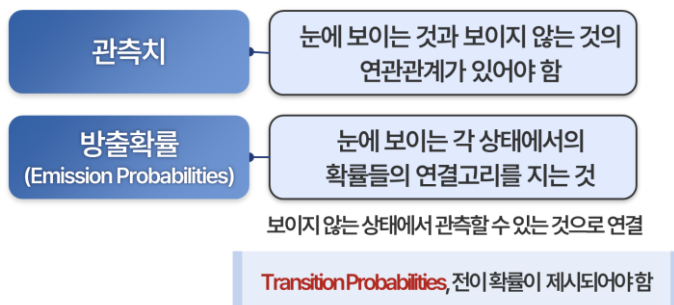 관측치
눈에 보이는 것과 보이지 않는 것의
연관관계가 있어야 함
방출확률
(Emission Probabilities)
눈에 보이는 각 상태에서의
확률들의 연결고리를 지는 것
보이지 않는 상태에서 관측할 수 있는 것으로 연결
Transition Probabilities, 전이 확률이 제시되어야 함